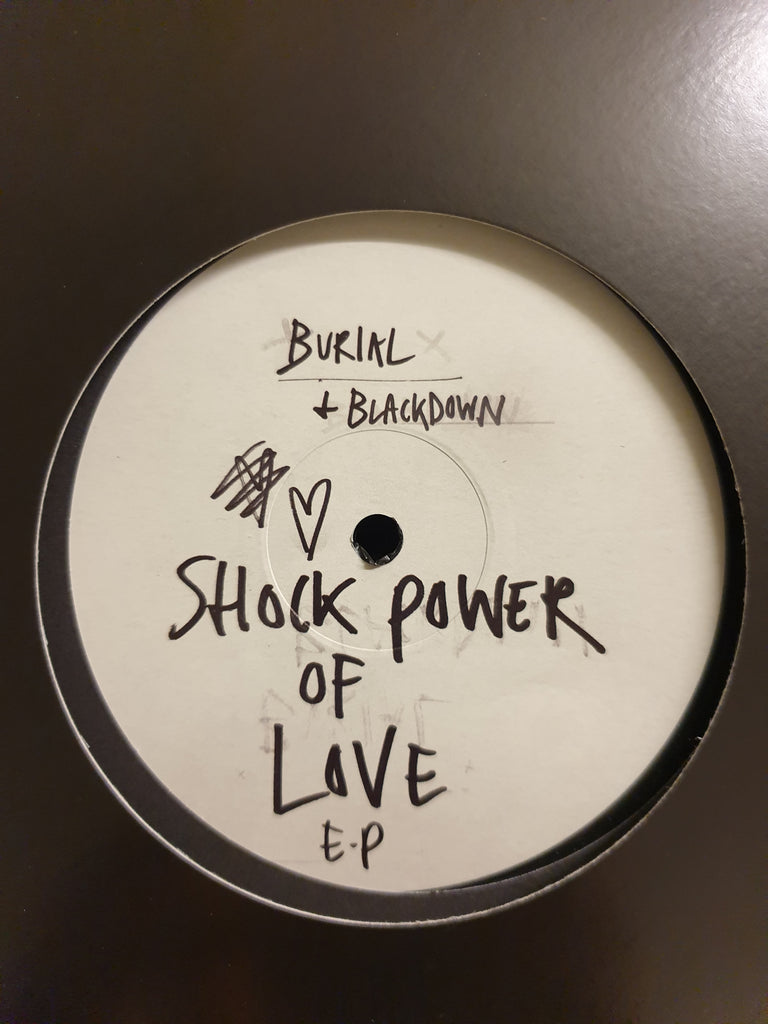 BURIAL
+ BLACKDOWN
SHOCK POWER
OF
LOVE
E.P